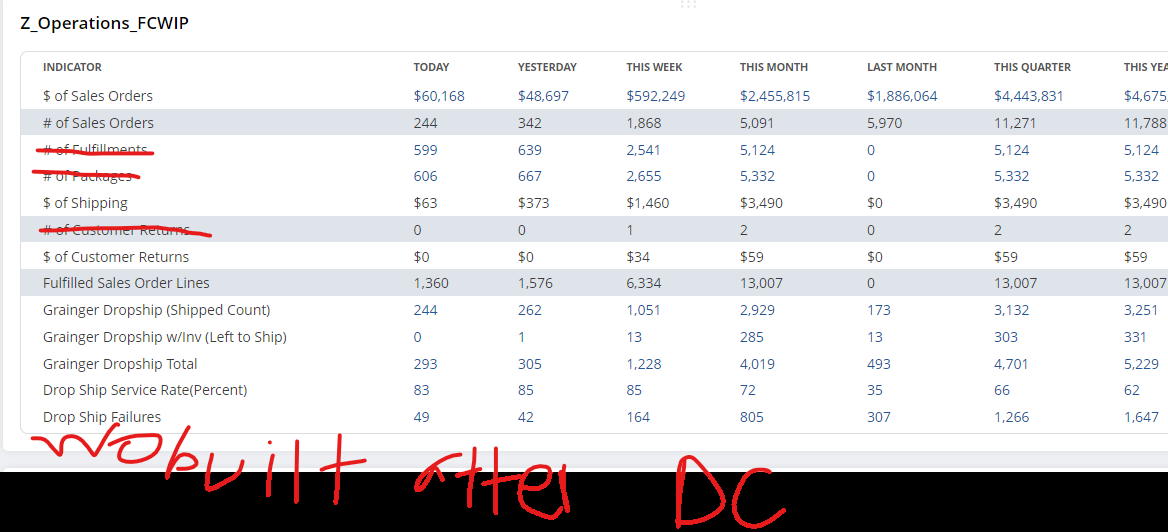 Z_Operations_FCWIP
INDICATOR TODAY YESTERDAY THIS WEEK THIS MONTH LAST MONTH THIS QUARTER THIS YEA
$ of Sales Orders $60,168 $48,697 $592,249 $2,455,815 $1,886,064 $4,443,831 $4,675,
# of Sales Orders 244 342 1,868 5,091 5,970 11,271 11,788
# of Fulfillments 599 639 2,541 5,124 0 5,124 5,124
# of Packages 606 667 2,655 5,332 0 5,332 5,332
$ of Shipping $63 $373 $1,460 $3,490 $0 $3,490 $3,490
# of Customer Returns 0 0 1 2 0 2 2
$ of Customer Returns $0 $0 $34 $59 $0 $59 $59
Fulfilled Sales Order Lines 1,360 1,576 6,334 13,007 0 13,007 13,007
Grainger Dropship (Shipped Count) 244 262 1,051 2,929 173 3,132 3,251
Grainger Dropship w/Inv (Left to Ship) 0 1 13 285 13 303 331
Grainger Dropship Total 293 305 1,228 4,019 493 4,701 5,229
Drop Ship Service Rate(Percent) 83 85 85 72 35 66 62
Drop Ship Failures 49 42 164 805 307 1,266 1,647
WO built after DC